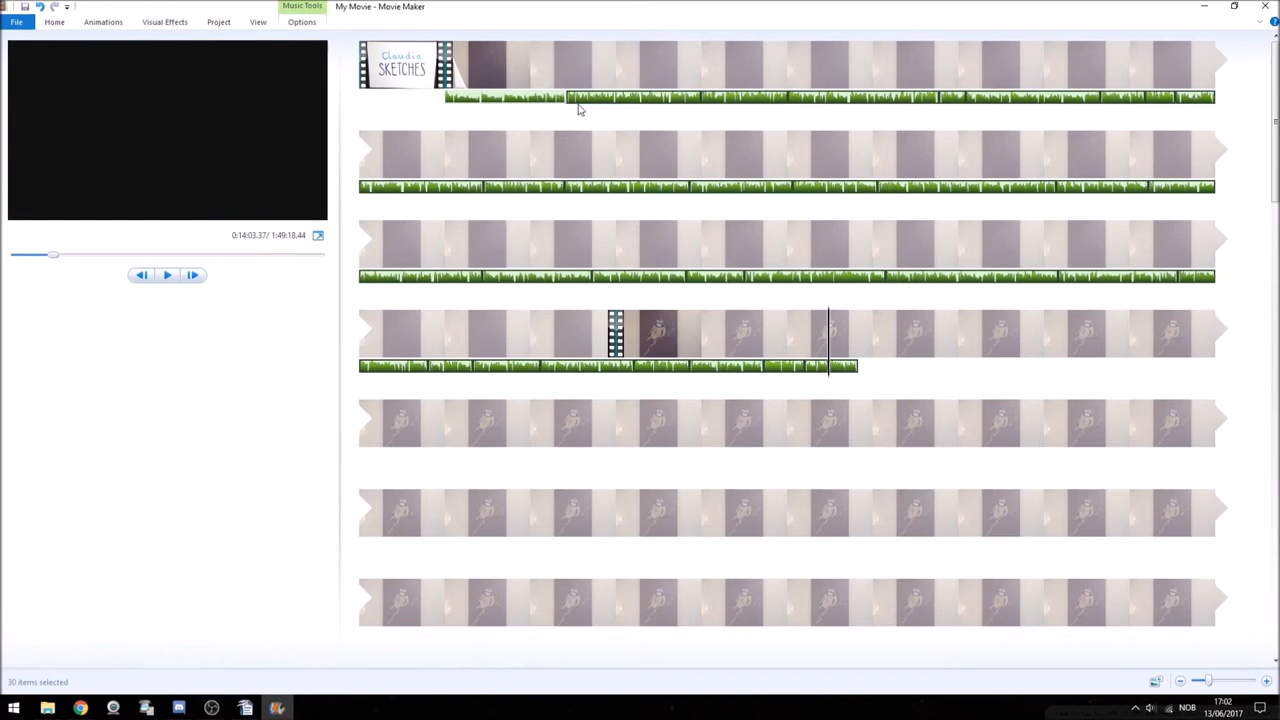 Music Tools
My Movie - Movie Maker
File
Home
Animations
Visual Effects
Project
View
Options
Claudia
SKETCHES
0:14:03.37/ 1:49:18.44
30 items selected
NOB
17:02
13/06/2017